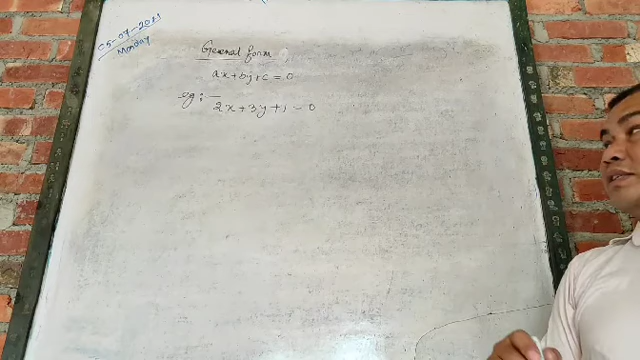 05-07-2021
Monday
General form
ax+by+c = 0
eg:-
2x+3y+1 = 0